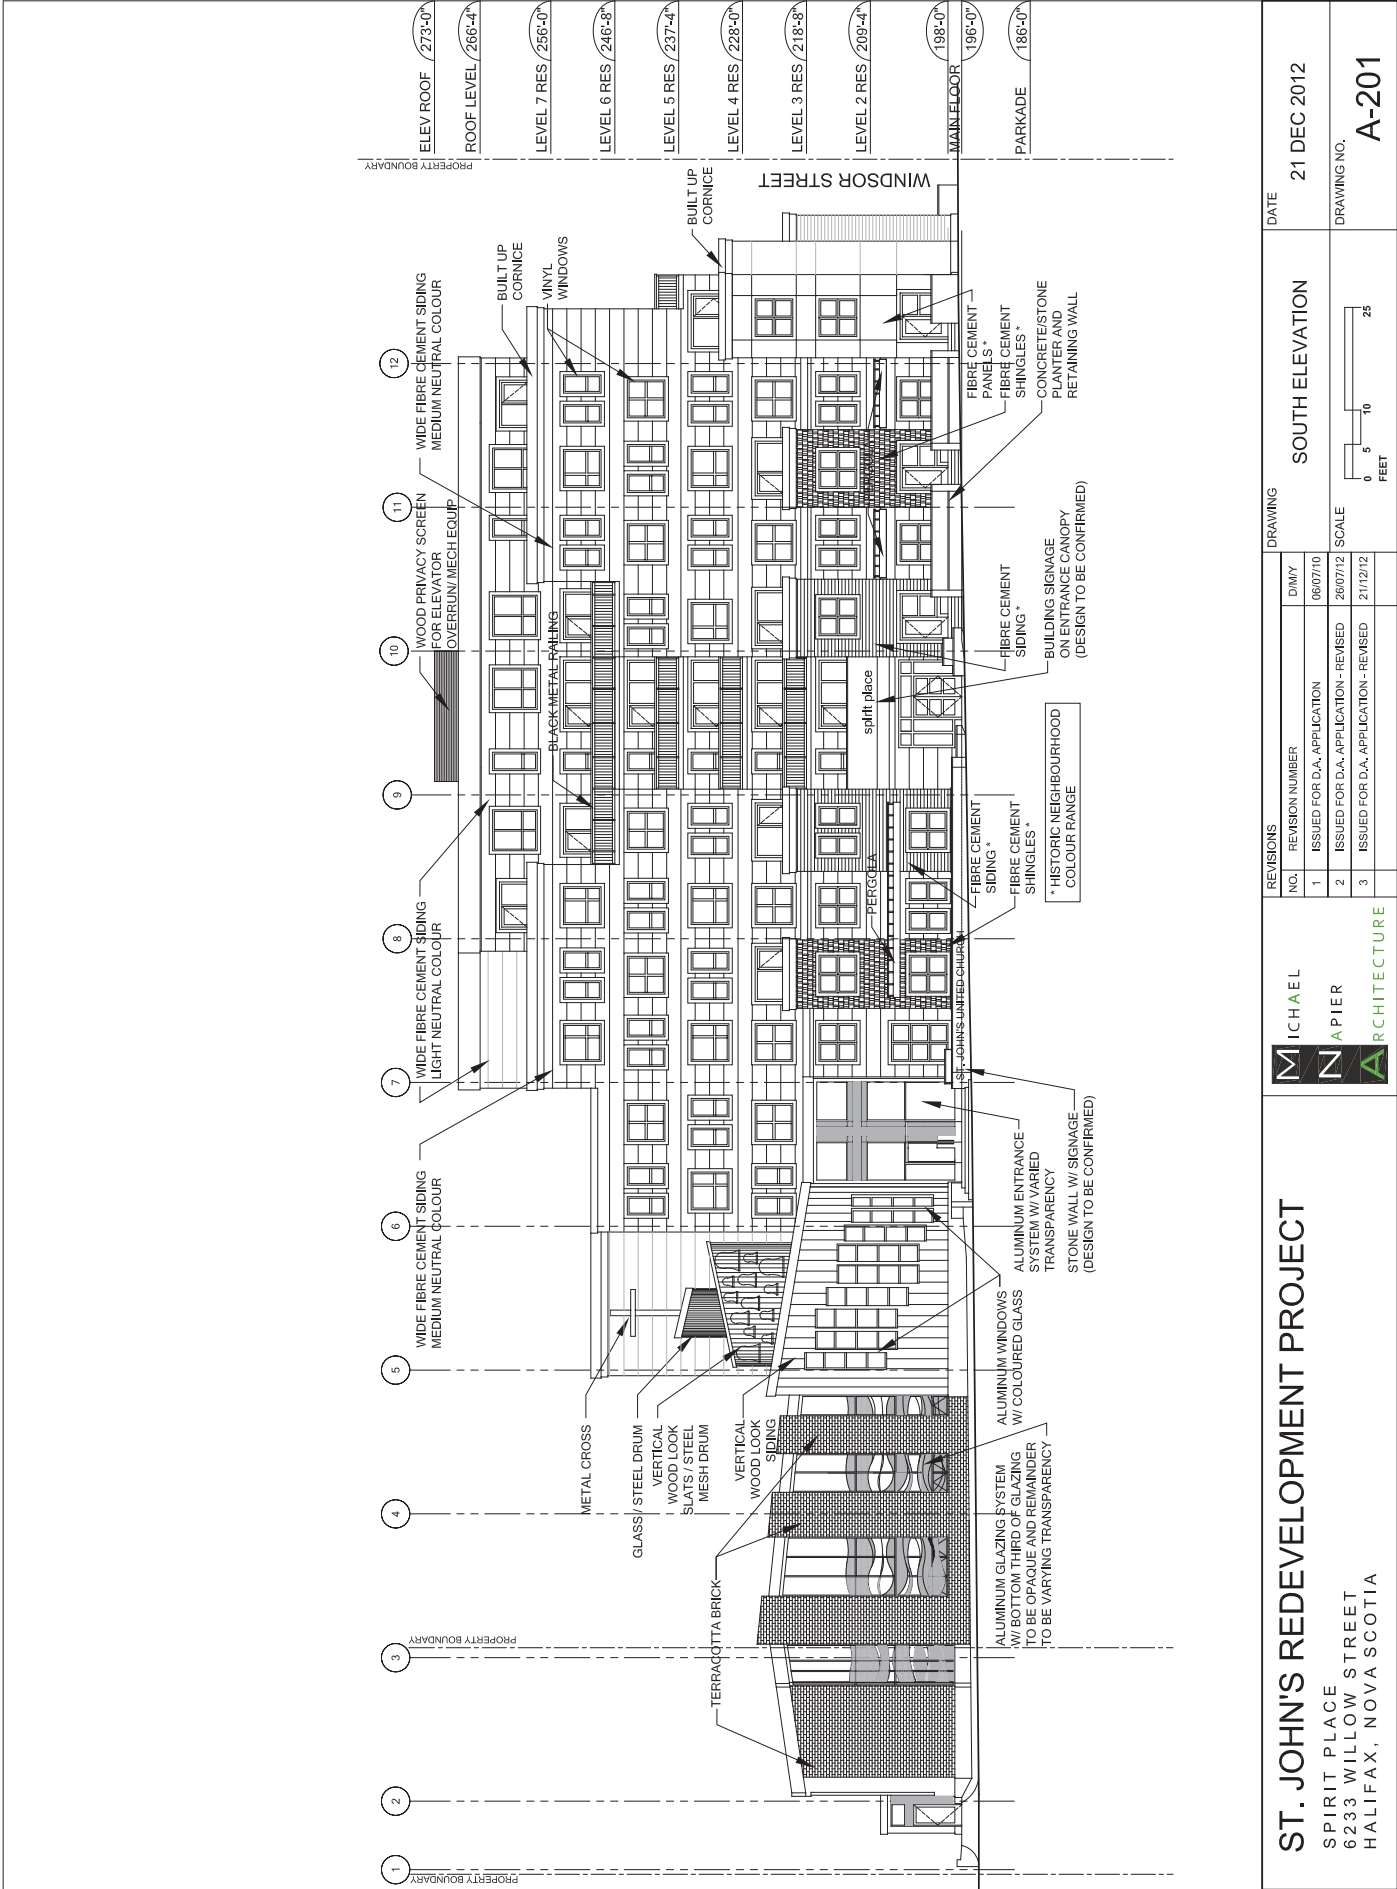 ELEV ROOF 273'-0"
ROOF LEVEL 266'-4"
LEVEL 7 RES 256'-0"
LEVEL 6 RES 246'-8"
LEVEL 5 RES 237'-4"
LEVEL 4 RES 228'-0"
LEVEL 3 RES 218'-8"
LEVEL 2 RES 209'-4"
198'-0"
MAIN FLOOR 196'-0"
PARKADE 186'-0"
1
2
3
4
5
6
7
8
9
10
11
12
PROPERTY BOUNDARY
PROPERTY BOUNDARY
PROPERTY BOUNDARY
WINDSOR STREET
WIDE FIBRE CEMENT SIDING
MEDIUM NEUTRAL COLOUR
WIDE FIBRE CEMENT SIDING
LIGHT NEUTRAL COLOUR
WOOD PRIVACY SCREEN
FOR ELEVATOR
OVERRUN/ MECH EQUIP
WIDE FIBRE CEMENT SIDING
MEDIUM NEUTRAL COLOUR
BUILT UP
CORNICE
VINYL
WINDOWS
BUILT UP
CORNICE
BLACK METAL RAILING
METAL CROSS
GLASS / STEEL DRUM
VERTICAL
WOOD LOOK
SLATS / STEEL
MESH DRUM
VERTICAL
WOOD LOOK
SIDING
TERRACOTTA BRICK
spirit place
PERGOLA
ST. JOHN'S UNITED CHURCH
ALUMINUM GLAZING SYSTEM
W/ BOTTOM THIRD OF GLAZING
TO BE OPAQUE AND REMAINDER
TO BE VARYING TRANSPARENCY
ALUMINUM WINDOWS
W/ COLOURED GLASS
ALUMINUM ENTRANCE
SYSTEM W/ VARIED
TRANSPARENCY
STONE WALL W/ SIGNAGE
(DESIGN TO BE CONFIRMED)
FIBRE CEMENT
SIDING *
FIBRE CEMENT
SHINGLES *
* HISTORIC NEIGHBOURHOOD
COLOUR RANGE
FIBRE CEMENT
SIDING *
BUILDING SIGNAGE
ON ENTRANCE CANOPY
(DESIGN TO BE CONFIRMED)
FIBRE CEMENT
PANELS *
FIBRE CEMENT
SHINGLES *
CONCRETE/STONE
PLANTER AND
RETAINING WALL
ST. JOHN'S REDEVELOPMENT PROJECT
SPIRIT PLACE
6233 WILLOW STREET
HALIFAX, NOVA SCOTIA
MICHAEL
NAPIER
ARCHITECTURE
REVISIONS
NO. REVISION NUMBER D/M/Y
1 ISSUED FOR D.A. APPLICATION 06/07/10
2 ISSUED FOR D.A. APPLICATION - REVISED 26/07/12
3 ISSUED FOR D.A. APPLICATION - REVISED 21/12/12
DRAWING
SOUTH ELEVATION
SCALE
0 5 10 25
FEET
DATE
21 DEC 2012
DRAWING NO.
A-201